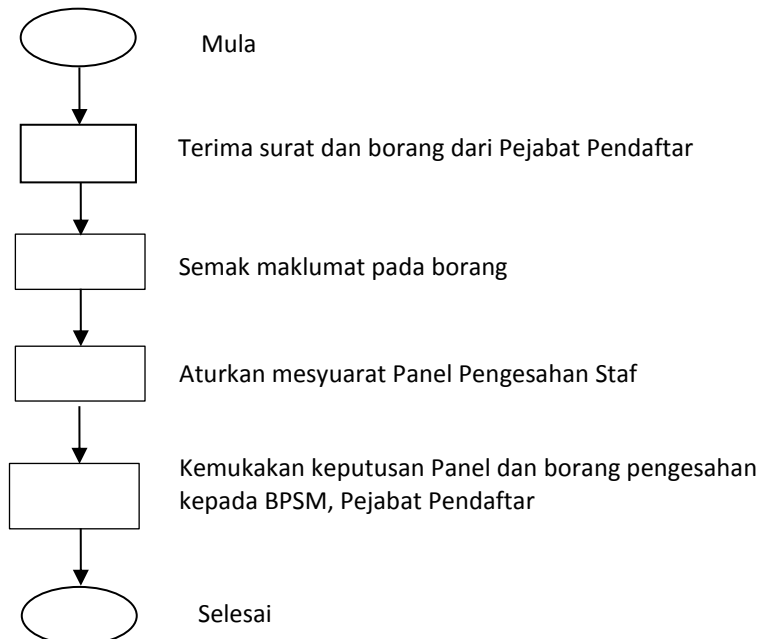 Mula
Terima surat dan borang dari Pejabat Pendaftar
Semak maklumat pada borang
Aturkan mesyuarat Panel Pengesahan Staf
Kemukakan keputusan Panel dan borang pengesahan
kepada BPSM, Pejabat Pendaftar
Selesai